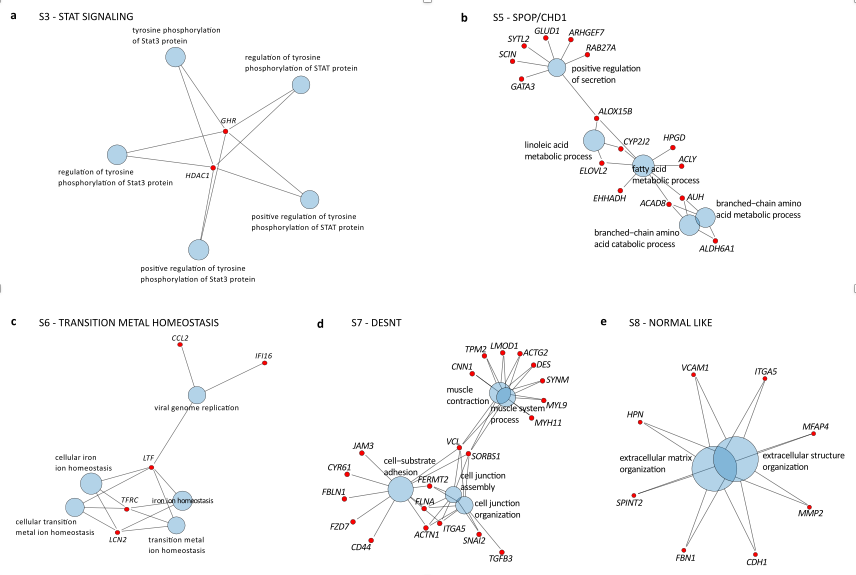 a
S3 - STAT SIGNALING
tyrosine phosphorylation
of Stat3 protein
regulation of tyrosine
phosphorylation of STAT protein
GHR
regulation of tyrosine
phosphorylation of Stat3 protein
HDAC1
positive regulation of tyrosine
phosphorylation of STAT protein
positive regulation of tyrosine
phosphorylation of Stat3 protein
b
S5 - SPOP/CHD1
GLUD1
ARHGEF7
SYTL2
RAB27A
SCIN
positive regulation
of secretion
GATA3
ALOX15B
linoleic acid
metabolic process
CYP2J2
HPGD
ACLY
ELOVL2
fatty acid
metabolic process
EHHADH
ACADB
AUH
branched-chain amino
acid metabolic process
branched-chain amino
acid catabolic process
ALDH6A1
c
S6 - TRANSITION METAL HOMEOSTASIS
CCL2
IFI16
viral genome replication
LTF
cellular iron
ion homeostasis
TFRC
iron ion homeostasis
cellular transition
metal ion homeostasis
LCN2
transition metal
ion homeostasis
d
S7 - DESNT
TPM2
LMOD1
ACTG2
DES
CNN1
SYNM
muscle
contraction
MYL9
muscle system
process
MYH11
VCL
JAM3
SORBS1
cell-substrate
adhesion
CYR61
FERMT2
cell junction
assembly
FBLN1
FLNA
cell junction
organization
FZD7
ITGA5
ACTN1
SNAI2
CD44
TGFB3
e
S8 - NORMAL LIKE
VCAM1
ITGA5
HPN
MFAP4
extracellular matrix
organization
extracellular structure
organization
SPINT2
MMP2
FBN1
CDH1